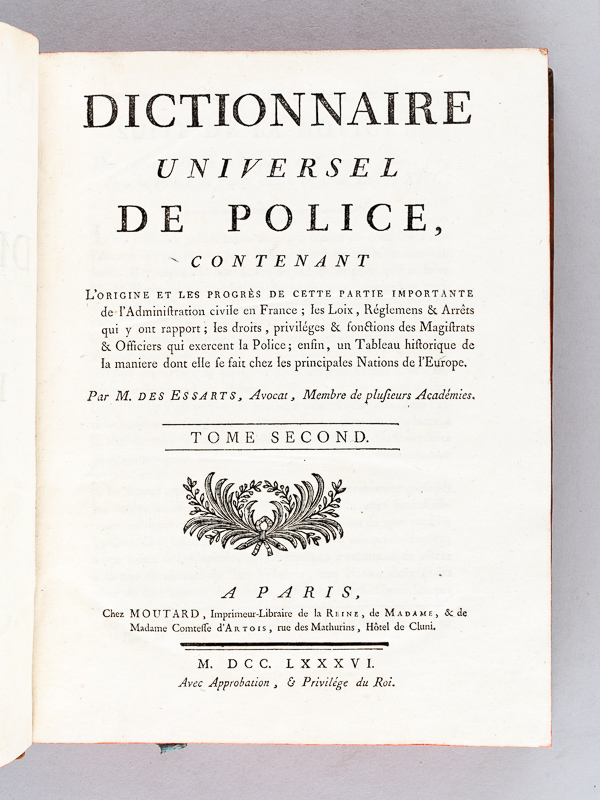 DICTIONNAIRE
UNIVERSEL
DE POLICE,
CONTENANT
L'ORIGINE ET LES PROGRÈS DE CETTE PARTIE IMPORTANTE
de l'Adminiſtration civile en France ; les Loix, Réglemens & Arrêts
qui y ont rapport ; les droits, priviléges & fonctions des Magiſtrats
& Officiers qui exercent la Police ; enfin, un Tableau hiſtorique de
la maniere dont elle ſe fait chez les principales Nations de l'Europe.
Par M. DES ESSARTS, Avocat, Membre de pluſieurs Académies.
TOME SECOND.
A PARIS,
Chez MOUTARD, Imprimeur-Libraire de la REINE, de MADAME, & de
Madame Comteſſe d'ARTOIS, rue des Mathurins, Hôtel de Cluni.
M. DCC. LXXXVI.
Avec Approbation, & Privilége du Roi.